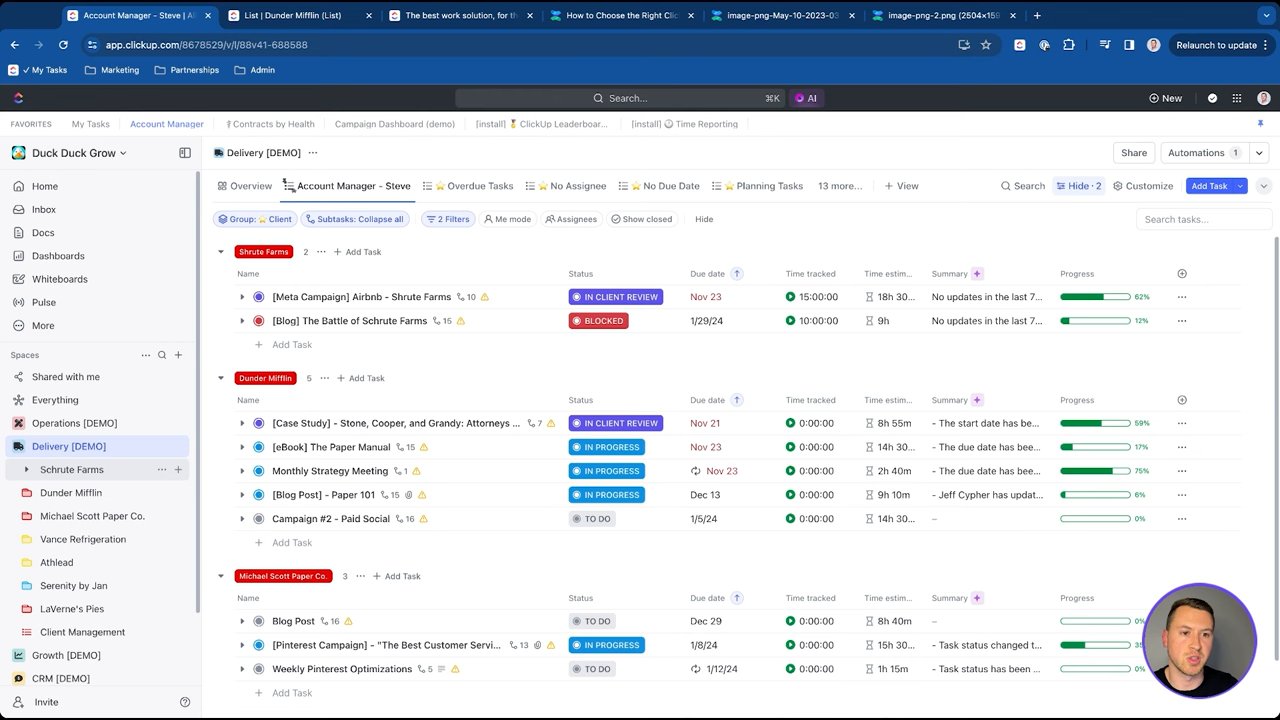 Account Manager - Steve | Al
List | Dunder Mifflin (List)
The best work solution, for th
How to Choose the Right Clic
image-png-May-10-2023-03
image-png-2.png (2504×159
app.clickup.com/8678529/v/l/88v41-688588
Relaunch to update
✓ My Tasks
Marketing
Partnerships
Admin
Search...
⌘K
AI
New
FAVORITES
My Tasks
Account Manager
Contracts by Health
Campaign Dashboard (demo)
[install] 🏅 ClickUp Leaderboar...
[install] Time Reporting
Duck Duck Grow
Delivery [DEMO]
...
Share
Automations 1
Overview
Account Manager - Steve
⭐ Overdue Tasks
⭐ No Assignee
⭐ No Due Date
⭐ Planning Tasks
13 more...
+ View
Search
Hide · 2
Customize
Add Task
Group: ⭐ Client
Subtasks: Collapse all
2 Filters
Me mode
Assignees
Show closed
Hide
Search tasks...
Home
Inbox
Docs
Dashboards
Whiteboards
Pulse
More
Spaces
Shared with me
Everything
Operations [DEMO]
Delivery [DEMO]
Schrute Farms
Dunder Mifflin
Michael Scott Paper Co.
Vance Refrigeration
Athlead
Serenity by Jan
LaVerne's Pies
Client Management
Growth [DEMO]
CRM [DEMO]
Invite
Shrute Farms 2 ... + Add Task
Name Status Due date Time tracked Time estim... Summary Progress
[Meta Campaign] Airbnb - Shrute Farms 10 IN CLIENT REVIEW Nov 23 15:00:00 18h 30... No updates in the last 7... 62%
[Blog] The Battle of Schrute Farms 15 BLOCKED 1/29/24 10:00:00 9h No updates in the last 7... 12%
+ Add Task
Dunder Mifflin 5 ... + Add Task
Name Status Due date Time tracked Time estim... Summary Progress
[Case Study] - Stone, Cooper, and Grandy: Attorneys ... 7 IN CLIENT REVIEW Nov 21 0:00:00 8h 55m - The start date has be... 59%
[eBook] The Paper Manual 15 IN PROGRESS Nov 23 0:00:00 14h 30... - The due date has bee... 17%
Monthly Strategy Meeting 1 IN PROGRESS Nov 23 0:00:00 2h 40m - The due date has bee... 75%
[Blog Post] - Paper 101 15 IN PROGRESS Dec 13 0:00:00 9h 10m - Jeff Cypher has updat... 6%
Campaign #2 - Paid Social 16 TO DO 1/5/24 0:00:00 14h 30... – 0%
+ Add Task
Michael Scott Paper Co. 3 ... + Add Task
Name Status Due date Time tracked Time estim... Summary Progress
Blog Post 16 TO DO Dec 29 0:00:00 8h 40m – 0%
[Pinterest Campaign] - "The Best Customer Servi... 13 IN PROGRESS 1/8/24 0:00:00 15h 30... - Task status changed t...
Weekly Pinterest Optimizations 5 TO DO 1/12/24 0:00:00 1h 15m - Task status has been ... 0%
+ Add Task